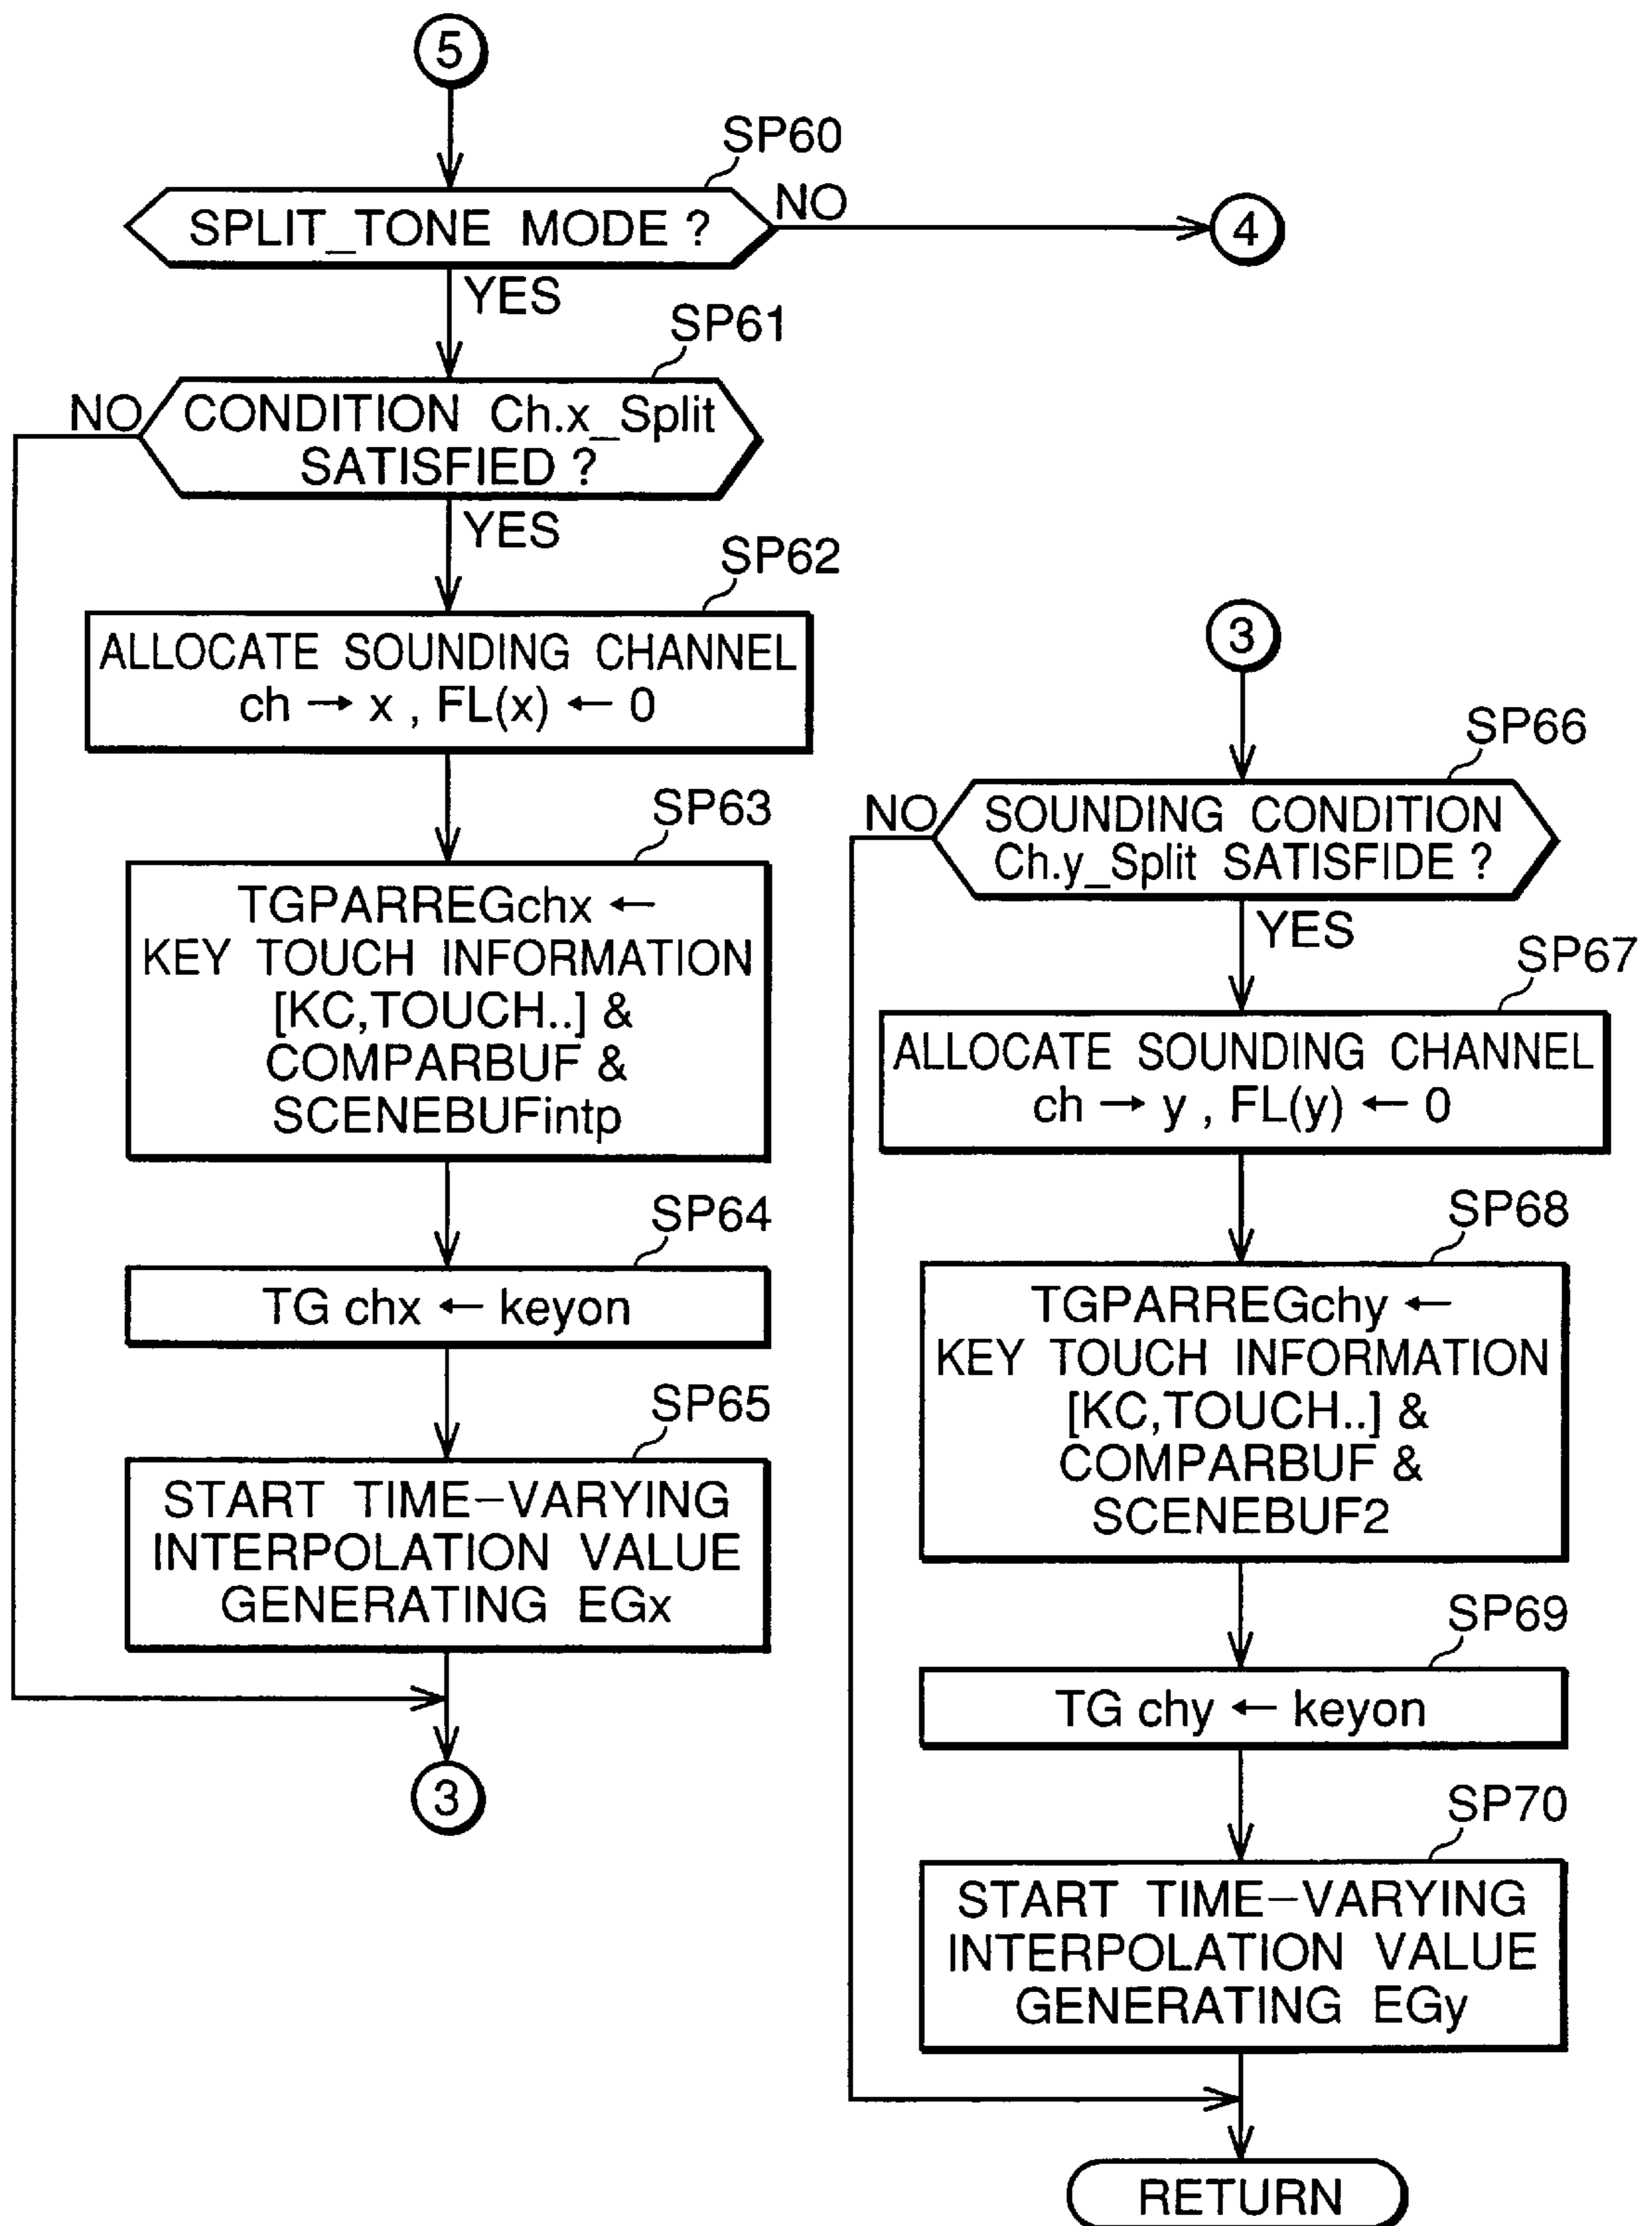 5
SP60
SPLIT_TONE MODE ?
NO
4
YES
SP61
NO
CONDITION Ch.x_Split
SATISFIED ?
YES
SP62
ALLOCATE SOUNDING CHANNEL
ch → x , FL(x) ← 0
SP63
TGPARREGchx ←
KEY TOUCH INFORMATION
[KC,TOUCH..] &
COMPARBUF &
SCENEBUFintp
SP64
TG chx ← keyon
SP65
START TIME-VARYING
INTERPOLATION VALUE
GENERATING EGx
3
3
SP66
NO
SOUNDING CONDITION
Ch.y_Split SATISFIDE ?
YES
SP67
ALLOCATE SOUNDING CHANNEL
ch → y , FL(y) ← 0
SP68
TGPARREGchy ←
KEY TOUCH INFORMATION
[KC,TOUCH..] &
COMPARBUF &
SCENEBUF2
SP69
TG chy ← keyon
SP70
START TIME-VARYING
INTERPOLATION VALUE
GENERATING EGy
RETURN